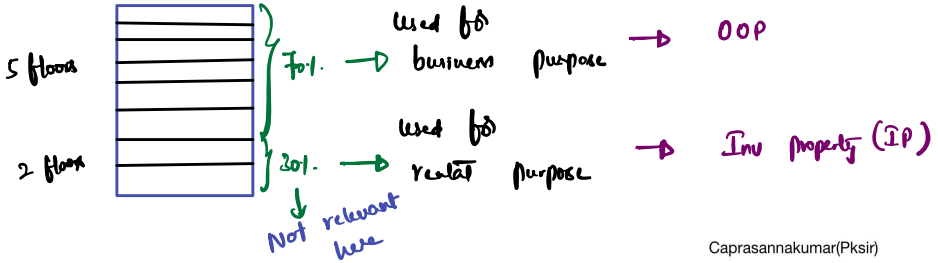 5 floors
70%.
used for
business purpose
OOP
2 floors
30%.
used for
rental purpose
Inv property (IP)
Not relevant
here
Caprasannakumar(Pksir)